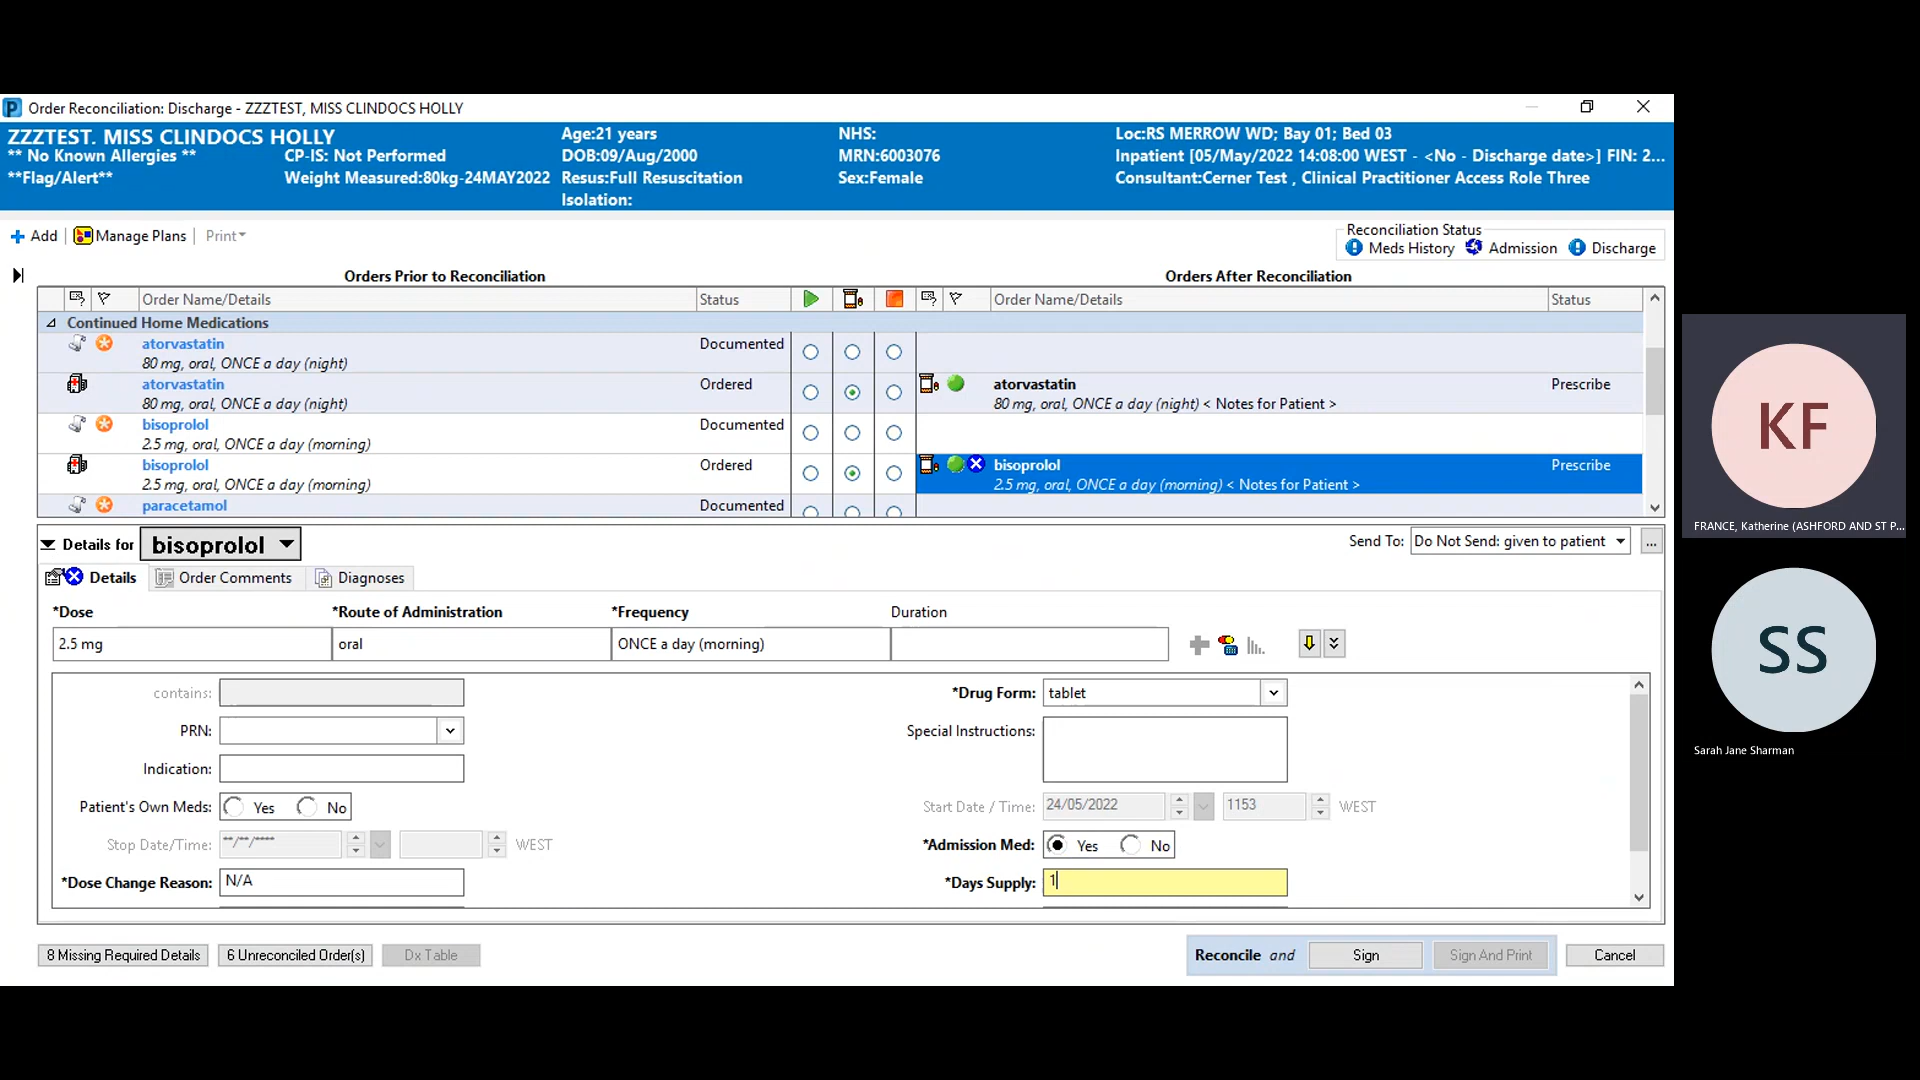 Order Reconciliation: Discharge - ZZZTEST, MISS CLINDOCS HOLLY
ZZZTEST. MISS CLINDOCS HOLLY
Age:21 years
NHS:
Loc:RS MERROW WD; Bay 01; Bed 03
** No Known Allergies **
CP-IS: Not Performed
DOB:09/Aug/2000
MRN:6003076
Inpatient [05/May/2022 14:08:00 WEST - <No - Discharge date>] FIN: 2...
**Flag/Alert**
Weight Measured:80kg-24MAY2022
Resus:Full Resuscitation
Sex:Female
Consultant:Cerner Test , Clinical Practitioner Access Role Three
Isolation:
Add
Manage Plans
Print
Reconciliation Status
Meds History
Admission
Discharge
Orders Prior to Reconciliation
Orders After Reconciliation
Order Name/Details
Status
Order Name/Details
Status
Continued Home Medications
atorvastatin
Documented
80 mg, oral, ONCE a day (night)
atorvastatin
Ordered
atorvastatin
Prescribe
80 mg, oral, ONCE a day (night)
80 mg, oral, ONCE a day (night) < Notes for Patient >
bisoprolol
Documented
2.5 mg, oral, ONCE a day (morning)
bisoprolol
Ordered
bisoprolol
Prescribe
2.5 mg, oral, ONCE a day (morning)
2.5 mg, oral, ONCE a day (morning) < Notes for Patient >
paracetamol
Documented
Details for
bisoprolol
Send To:
Do Not Send: given to patient
...
Details
Order Comments
Diagnoses
*Dose
*Route of Administration
*Frequency
Duration
2.5 mg
oral
ONCE a day (morning)
contains:
*Drug Form:
tablet
PRN:
Special Instructions:
Indication:
Patient's Own Meds:
Yes
No
Start Date / Time:
24/05/2022
1153
WEST
Stop Date/Time:
**/**/****
WEST
*Admission Med:
Yes
No
*Dose Change Reason:
N/A
*Days Supply:
1
8 Missing Required Details
6 Unreconciled Order(s)
Dx Table
Reconcile and
Sign
Sign And Print
Cancel
KF
FRANCE, Katherine (ASHFORD AND ST P...
SS
Sarah Jane Sharman